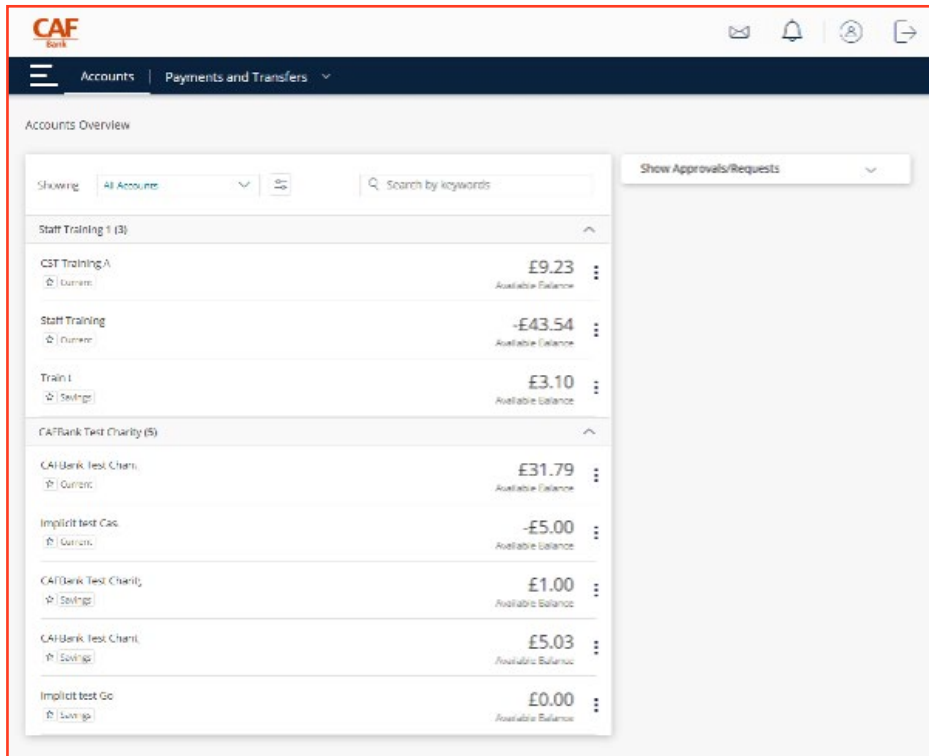 CAF
Bank
Accounts | Payments and Transfers
Accounts Overview
Showing All Accounts Search by keywords
Show Approvals/Requests
Staff Training 1 (3)
CST Training A
Current
£9.23
Available Balance
Staff Training
Current
-£43.54
Available Balance
Train
Savings
£3.10
Available Balance
CAFBank Test Charity (5)
CAFBank Test Chari
Current
£31.79
Available Balance
Implicit test Cas
Current
-£5.00
Available Balance
CAFBank Test Charity
Savings
£1.00
Available Balance
CAFBank Test Charit
Savings
£5.03
Available Balance
Implicit test Go
Savings
£0.00
Available Balance